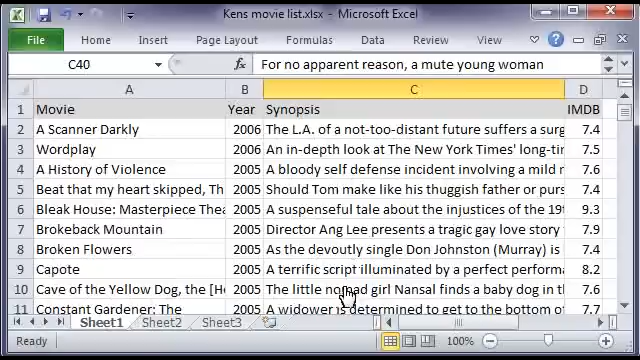 Kens movie list.xlsx - Microsoft Excel
File Home Insert Page Layout Formulas Data Review View
C40 fx For no apparent reason, a mute young woman
A B C D
1 Movie Year Synopsis IMDB
2 A Scanner Darkly 2006 The L.A. of a not-too-distant future suffers a surg 7.4
3 Wordplay 2006 An in-depth look at The New York Times' long-tim 7.5
4 A History of Violence 2005 A bloody self defense incident involving a mild r 7.6
5 Beat that my heart skipped, Th 2005 Should Tom make like his thuggish father or purs 7.4
6 Bleak House: Masterpiece Thea 2005 A suspenseful tale about the injustices of the 19t 9.3
7 Brokeback Mountain 2005 Director Ang Lee presents a tragic gay love story 7.9
8 Broken Flowers 2005 As the devoutly single Don Johnston (Murray) is 7.4
9 Capote 2005 A terrific script illuminated by a perfect performa 8.2
10 Cave of the Yellow Dog, the [H 2005 The little nomad girl Nansal finds a baby dog in th 7.6
11 Constant Gardener: The 2005 A widower is determined to get to the bottom of 7.7
Sheet1 Sheet2 Sheet3
Ready 100%